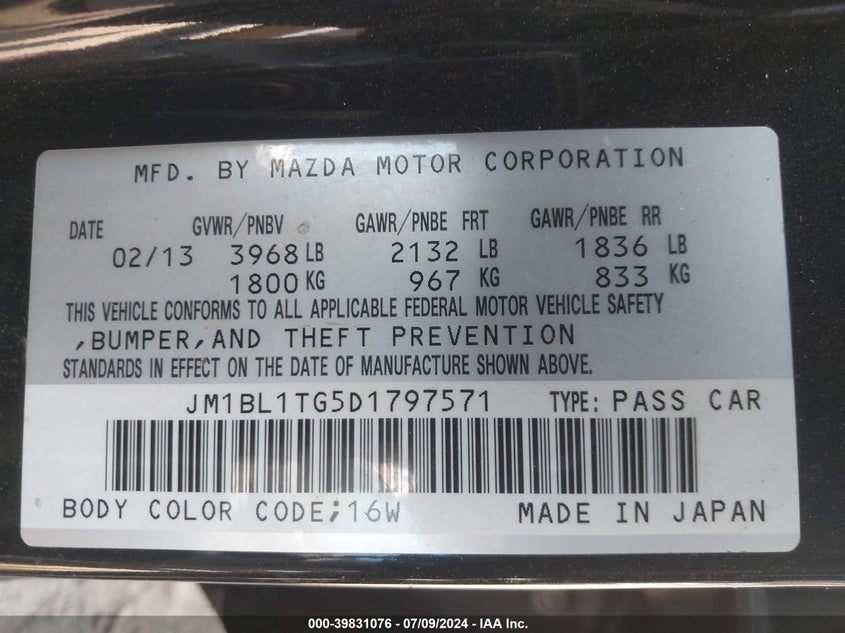 MFD. BY MAZDA MOTOR CORPORATION
DATE GVWR/PNBV GAWR/PNBE FRT GAWR/PNBE RR
02/13 3968 LB 2132 LB 1836 LB
1800 KG 967 KG 833 KG
THIS VEHICLE CONFORMS TO ALL APPLICABLE FEDERAL MOTOR VEHICLE SAFETY
,BUMPER,AND THEFT PREVENTION
STANDARDS IN EFFECT ON THE DATE OF MANUFACTURE SHOWN ABOVE.
JM1BL1TG5D1797571 TYPE: PASS CAR
BODY COLOR CODE;16W MADE IN JAPAN
000-39831076 - 07/09/2024 - IAA Inc.